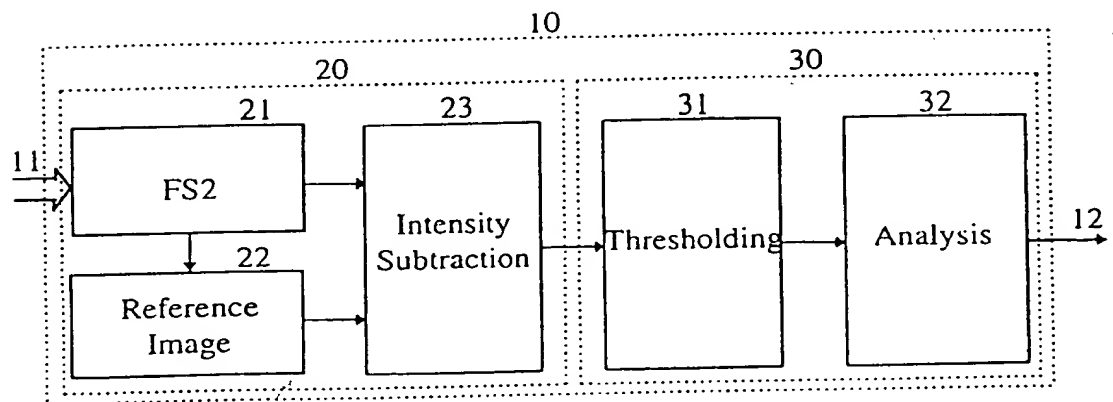 10
20
30
21
23
31
32
11
FS2
Intensity
Subtraction
Thresholding
Analysis
12
22
Reference
Image